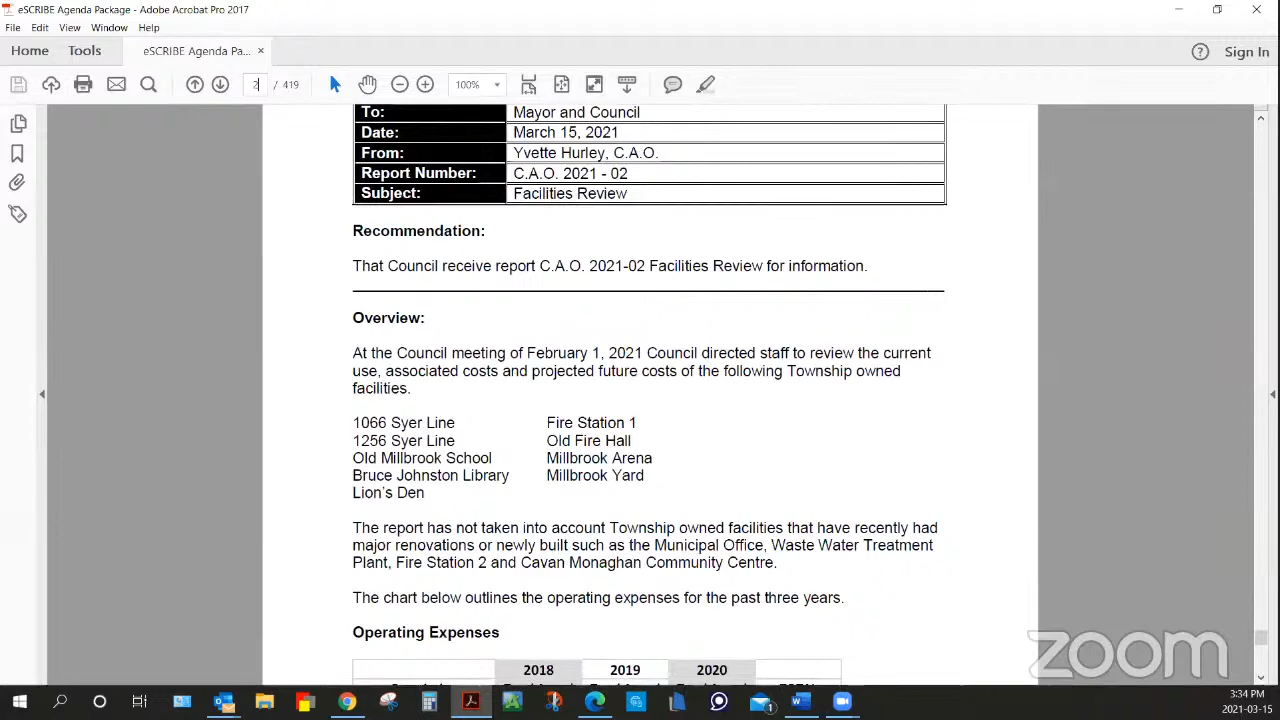 eSCRIBE Agenda Package - Adobe Acrobat Pro 2017
File Edit View Window Help
Home Tools eSCRIBE Agenda Pa... ×
Sign In
2 / 419 100%
To: Mayor and Council
Date: March 15, 2021
From: Yvette Hurley, C.A.O.
Report Number: C.A.O. 2021 - 02
Subject: Facilities Review
Recommendation:
That Council receive report C.A.O. 2021-02 Facilities Review for information.
Overview:
At the Council meeting of February 1, 2021 Council directed staff to review the current
use, associated costs and projected future costs of the following Township owned
facilities.
1066 Syer Line Fire Station 1
1256 Syer Line Old Fire Hall
Old Millbrook School Millbrook Arena
Bruce Johnston Library Millbrook Yard
Lion's Den
The report has not taken into account Township owned facilities that have recently had
major renovations or newly built such as the Municipal Office, Waste Water Treatment
Plant, Fire Station 2 and Cavan Monaghan Community Centre.
The chart below outlines the operating expenses for the past three years.
Operating Expenses
2018 2019 2020
zoom
3:34 PM
2021-03-15